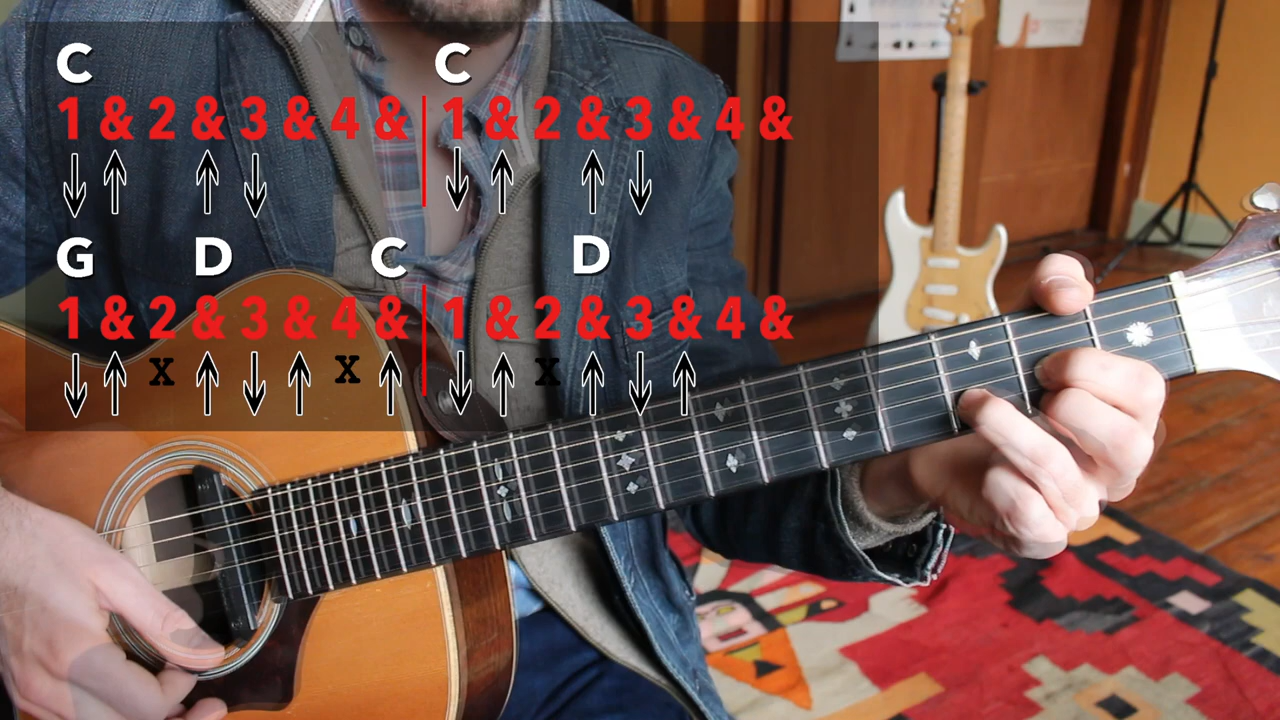 C C
1 & 2 & 3 & 4 & | 1 & 2 & 3 & 4 &
↓ ↑ ↑ ↓ ↓ ↑ ↑ ↓
G D C D
1 & 2 & 3 & 4 & | 1 & 2 & 3 & 4 &
↓ ↑ x ↑ ↓ ↑ x ↑ ↓ ↑ x ↑ ↓ ↑